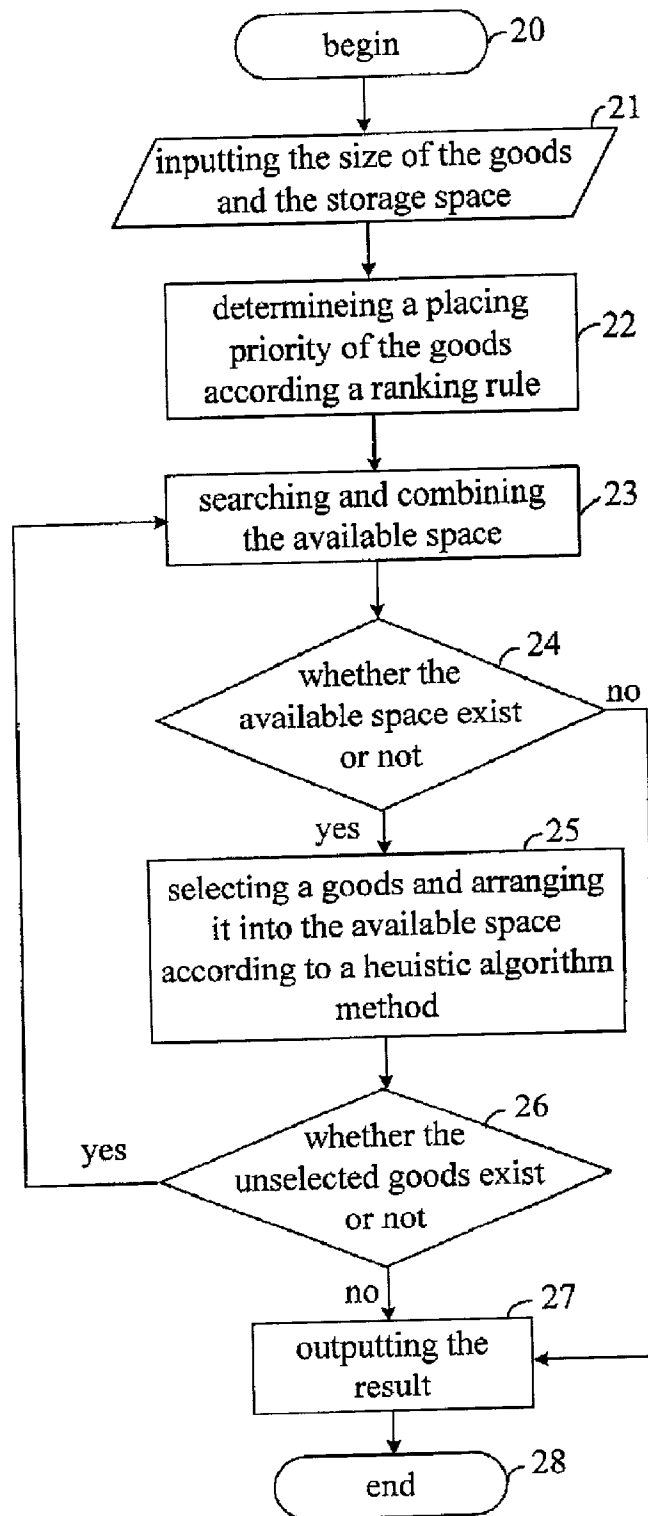 begin
20
21
inputting the size of the goods
and the storage space
determineing a placing
priority of the goods
according a ranking rule
22
searching and combining
the available space
23
24
whether the
available space exist
or not
no
yes
25
selecting a goods and arranging
it into the available space
according to a heuistic algorithm
method
26
whether the
unselected goods exist
or not
yes
no
27
outputting the
result
end
28